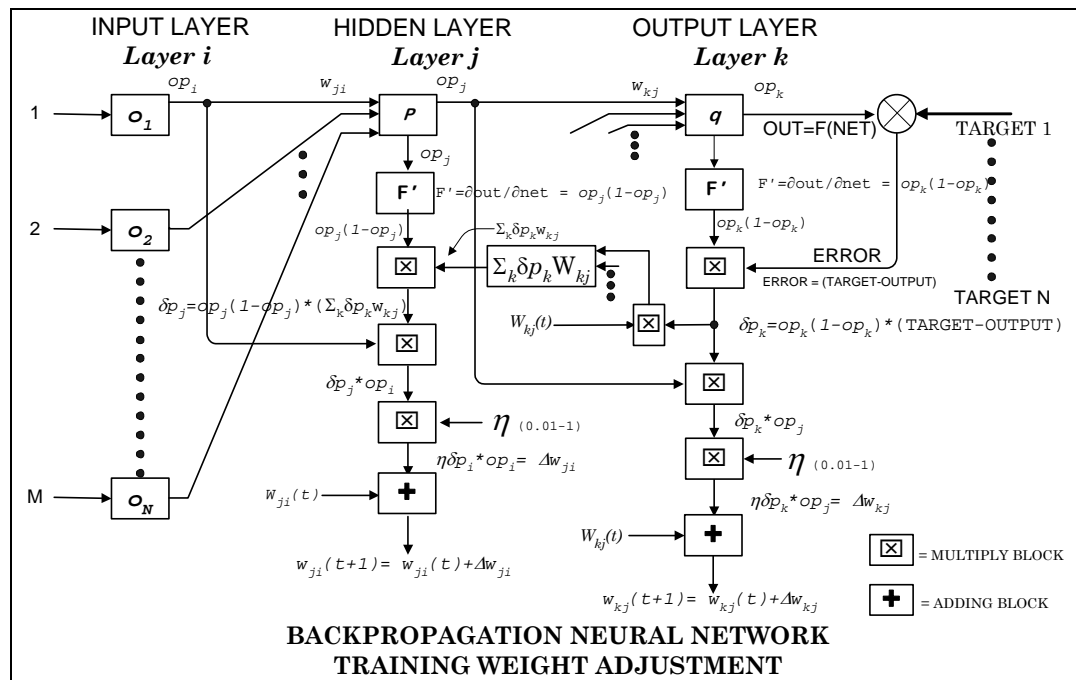 INPUT LAYER
Layer i
HIDDEN LAYER
Layer j
OUTPUT LAYER
Layer k
op_i
w_ji
op_j
w_kj
op_k
1
O_1
P
q
OUT=F(NET)
TARGET 1
op_j
F'
F'=∂out/∂net = op_j(1-op_j)
F'
F'=∂out/∂net = op_k(1-op_k)
2
O_2
op_j(1-op_j)
Σ_kδp_kw_kj
op_k(1-op_k)
Σ_kδp_kW_kj
ERROR
ERROR = (TARGET-OUTPUT)
TARGET N
δp_j=op_j(1-op_j)*(Σ_kδp_kw_kj)
W_kj(t)
δp_k=op_k(1-op_k)*(TARGET-OUTPUT)
δp_j*op_i
δp_k*op_j
η (0.01-1)
η (0.01-1)
ηδp_i*op_i= Δw_ji
M
O_N
W_ji(t)
ηδp_k*op_j= Δw_kj
W_kj(t)
w_ji(t+1)= w_ji(t)+Δw_ji
w_kj(t+1)= w_kj(t)+Δw_kj
= MULTIPLY BLOCK
= ADDING BLOCK
BACKPROPAGATION NEURAL NETWORK
TRAINING WEIGHT ADJUSTMENT